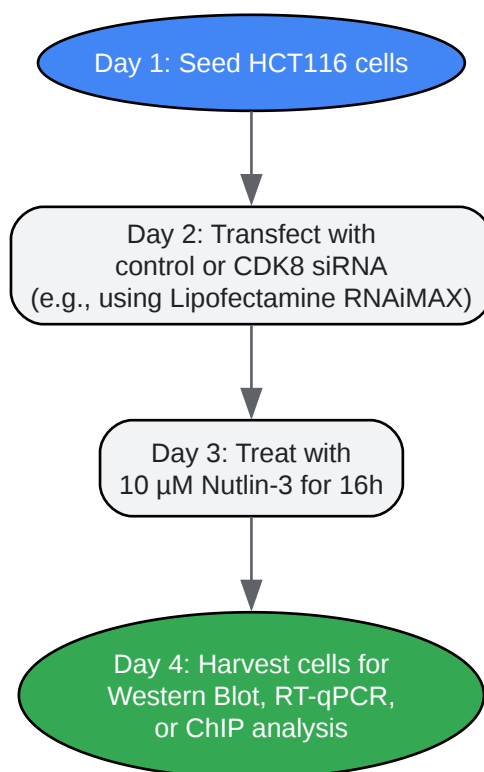 Day 1: Seed HCT116 cells
Day 2: Transfect with
control or CDK8 siRNA
(e.g., using Lipofectamine RNAiMAX)
Day 3: Treat with
10 µM Nutlin-3 for 16h
Day 4: Harvest cells for
Western Blot, RT-qPCR,
or ChIP analysis